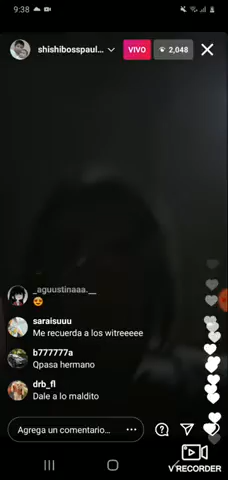 9:38
shishibosspaul...
VIVO
2,048
_aguustinaaa.__
😍
saraisuuu
Me recuerda a los witreeeee
b777777a
Qpasa hermano
drb_fl
Dale a lo maldito
Agrega un comentario...
V RECORDER